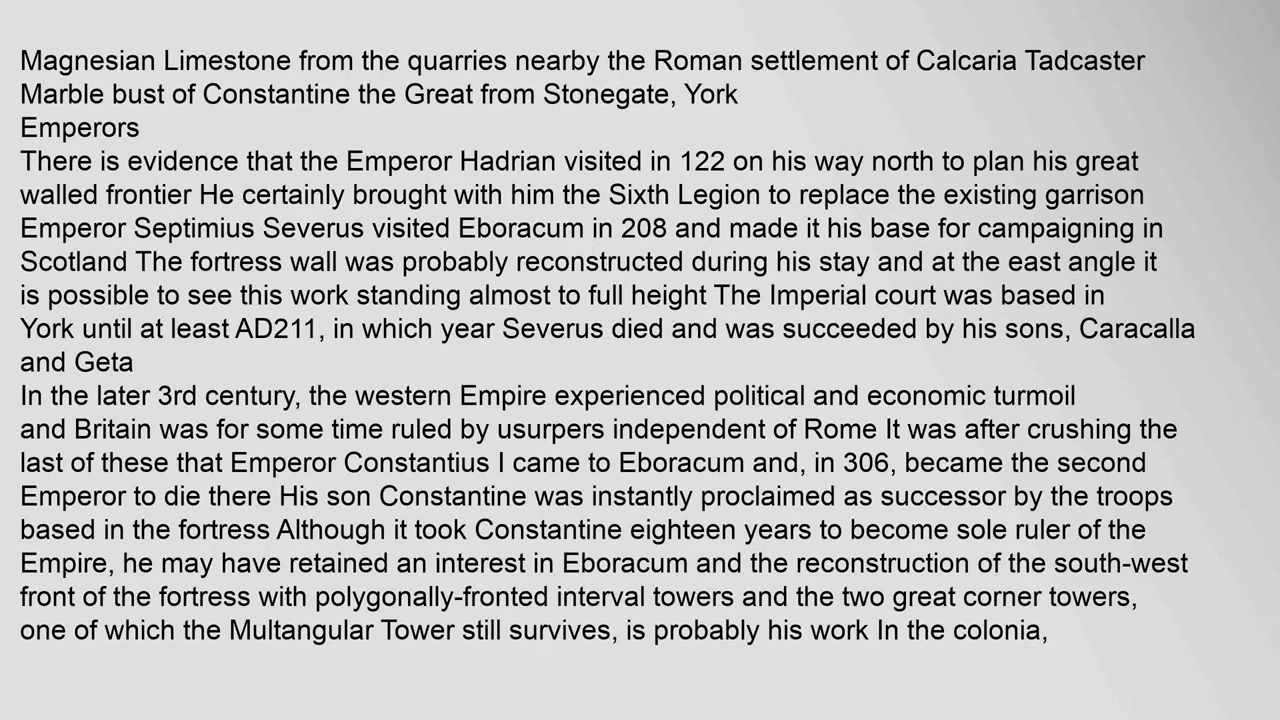 Magnesian Limestone from the quarries nearby the Roman settlement of Calcaria Tadcaster
Marble bust of Constantine the Great from Stonegate, York
Emperors
There is evidence that the Emperor Hadrian visited in 122 on his way north to plan his great
walled frontier He certainly brought with him the Sixth Legion to replace the existing garrison
Emperor Septimius Severus visited Eboracum in 208 and made it his base for campaigning in
Scotland The fortress wall was probably reconstructed during his stay and at the east angle it
is possible to see this work standing almost to full height The Imperial court was based in
York until at least AD211, in which year Severus died and was succeeded by his sons, Caracalla
and Geta
In the later 3rd century, the western Empire experienced political and economic turmoil
and Britain was for some time ruled by usurpers independent of Rome It was after crushing the
last of these that Emperor Constantius I came to Eboracum and, in 306, became the second
Emperor to die there His son Constantine was instantly proclaimed as successor by the troops
based in the fortress Although it took Constantine eighteen years to become sole ruler of the
Empire, he may have retained an interest in Eboracum and the reconstruction of the south-west
front of the fortress with polygonally-fronted interval towers and the two great corner towers,
one of which the Multangular Tower still survives, is probably his work In the colonia,